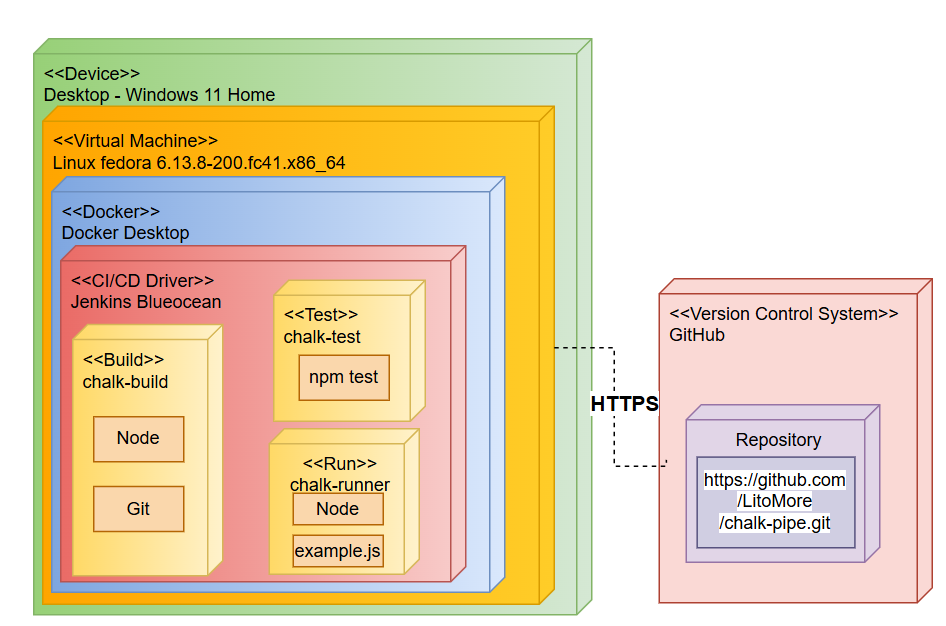 <<Device>>
Desktop - Windows 11 Home
<<Virtual Machine>>
Linux fedora 6.13.8-200.fc41.x86_64
<<Docker>>
Docker Desktop
<<CI/CD Driver>>
Jenkins Blueocean
<<Build>>
chalk-build
Node
Git
<<Test>>
chalk-test
npm test
<<Run>>
chalk-runner
Node
example.js
HTTPS
<<Version Control System>>
GitHub
Repository
https://github.com
/LitoMore
/chalk-pipe.git